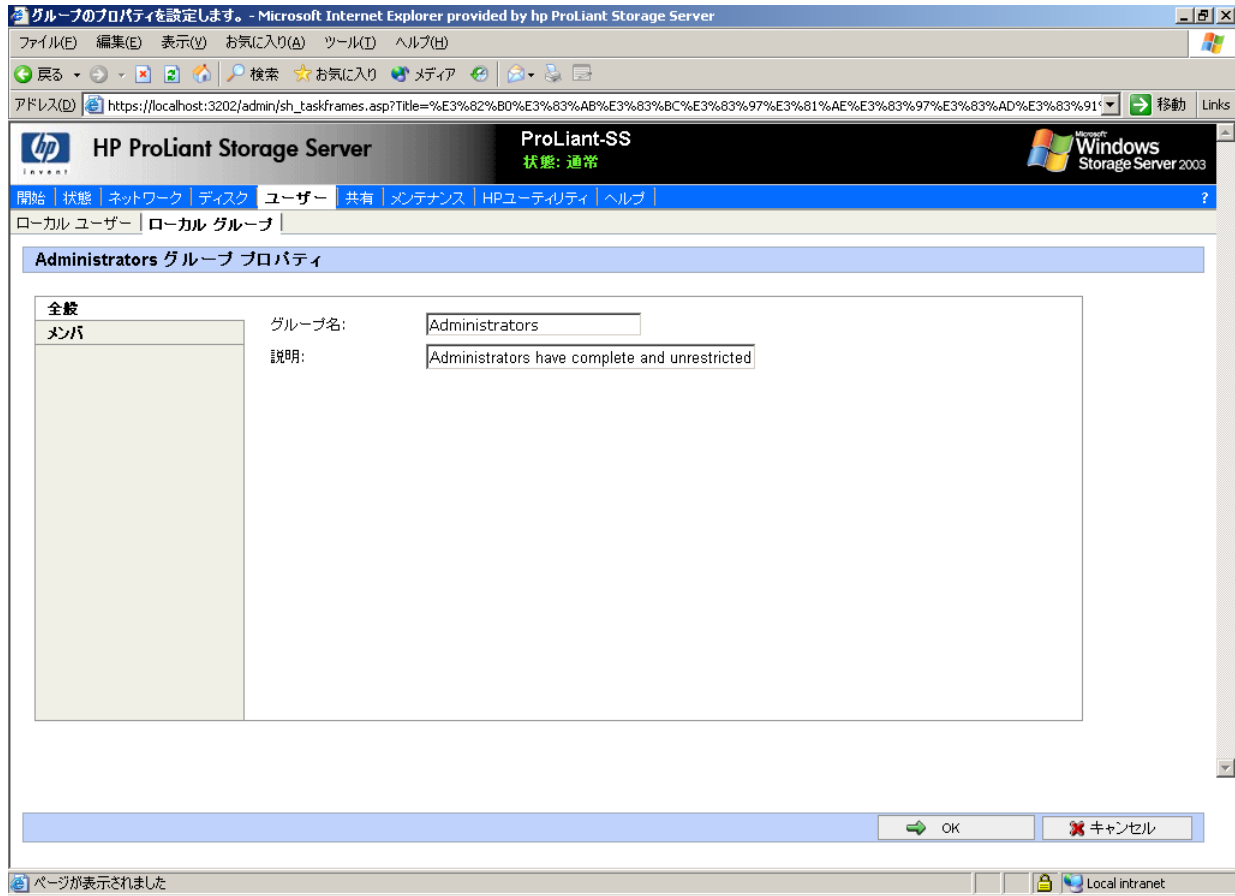 グループのプロパティを設定します。 - Microsoft Internet Explorer provided by hp ProLiant Storage Server
ファイル(F) 編集(E) 表示(V) お気に入り(A) ツール(T) ヘルプ(H)
戻る 検索 お気に入り メディア
アドレス(D) https://localhost:3202/admin/sh_taskframes.asp?Title=%E3%82%B0%E3%83%AB%E3%83%BC%E3%83%97%E3%81%AE%E3%83%97%E3%83%AD%E3%83%91 移動 Links
hp invent HP ProLiant Storage Server ProLiant-SS Microsoft Windows
状態: 通常 Storage Server 2003
開始 状態 ネットワーク ディスク ユーザー 共有 メンテナンス HPユーティリティ ヘルプ ?
ローカル ユーザー ローカル グループ
Administrators グループ プロパティ
全般
メンバ
グループ名: Administrators
説明: Administrators have complete and unrestricted
OK キャンセル
ページが表示されました Local intranet